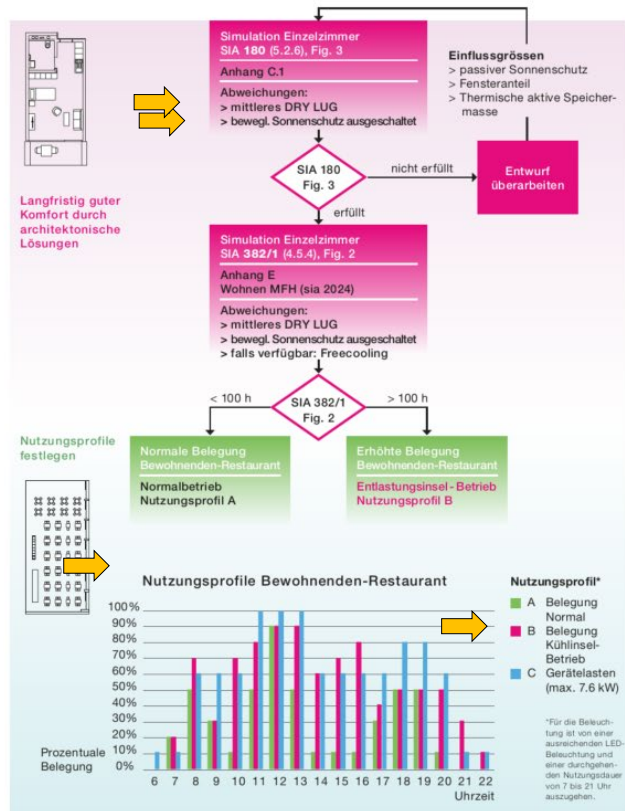 Simulation Einzelzimmer
SIA 180 (5.2.6), Fig. 3
Anhang C.1
Abweichungen:
> mittleres DRY LUG
> bewegl. Sonnenschutz ausgeschaltet
Einflussgrössen
> passiver Sonnenschutz
> Fensteranteil
> Thermische aktive Speicher-
masse
SIA 180
Fig. 3
nicht erfüllt
Entwurf
überarbeiten
erfüllt
Langfristig guter
Komfort durch
architektonische
Lösungen
Simulation Einzelzimmer
SIA 382/1 (4.5.4), Fig. 2
Anhang E
Wohnen MFH (sia 2024)
Abweichungen:
> mittleres DRY LUG
> bewegl. Sonnenschutz ausgeschaltet
> falls verfügbar: Freecooling
< 100 h
SIA 382/1
Fig. 2
> 100 h
Nutzungsprofile
festlegen
Normale Belegung
Bewohnenden-Restaurant
Normalbetrieb
Nutzungsprofil A
Erhöhte Belegung
Bewohnenden-Restaurant
Entlastungsinsel-Betrieb
Nutzungsprofil B
Nutzungsprofile Bewohnenden-Restaurant
100%
90%
80%
70%
60%
50%
40%
30%
20%
10%
0%
Prozentuale
Belegung
6 7 8 9 10 11 12 13 14 15 16 17 18 19 20 21 22
Uhrzeit
Nutzungsprofil*
A Belegung
Normal
B Belegung
Kühlinsel-
Betrieb
C Gerätelasten
(max. 7.6 kW)
*Für die Beleuch-
tung ist von einer
ausreichenden LED-
Beleuchtung und
einer durchgehen-
den Nutzungsdauer
von 7 bis 21 Uhr
auszugehen.